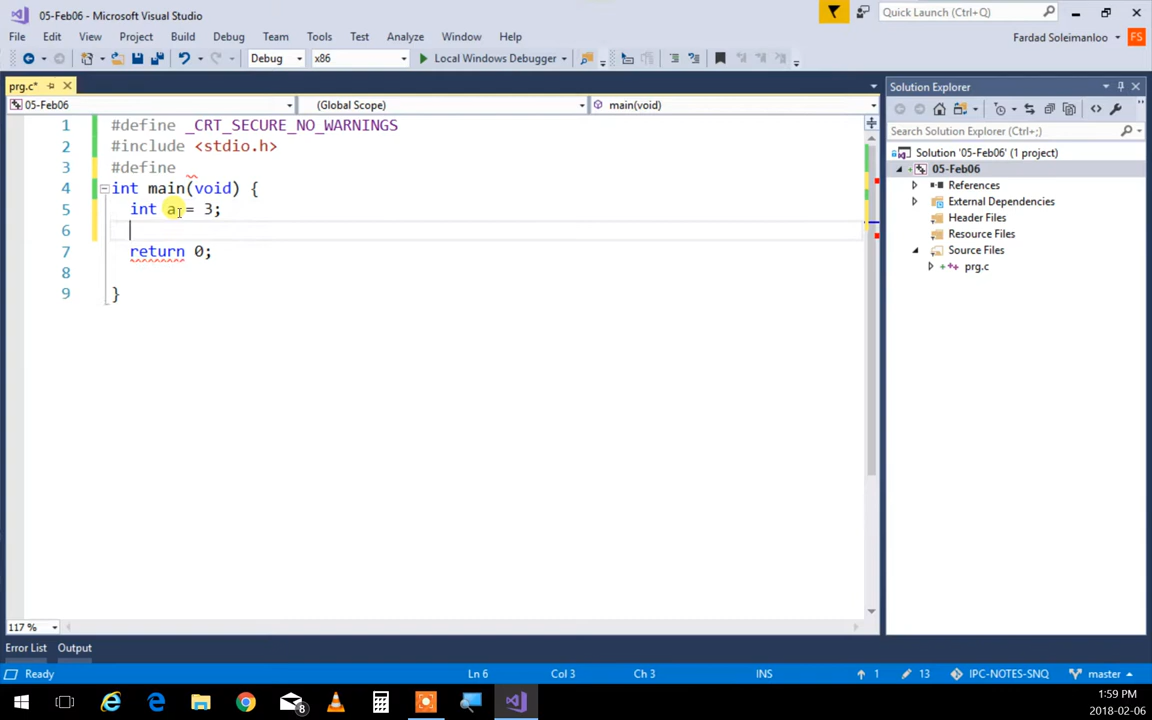 05-Feb06 - Microsoft Visual Studio
Quick Launch (Ctrl+Q)
File Edit View Project Build Debug Team Tools Test Analyze Window Help
Fardad Soleimanloo FS
Debug x86 Local Windows Debugger
prg.c*
05-Feb06 (Global Scope) main(void)
1 #define _CRT_SECURE_NO_WARNINGS
2 #include <stdio.h>
3 #define
4 int main(void) {
5 int a = 3;
6
7 return 0;
8
9 }
Solution Explorer
Search Solution Explorer (Ctrl+;)
Solution '05-Feb06' (1 project)
05-Feb06
References
External Dependencies
Header Files
Resource Files
Source Files
prg.c
117 %
Error List Output
Ready Ln 6 Col 3 Ch 3 INS 1 13 IPC-NOTES-SNQ master
8
1:59 PM
2018-02-06